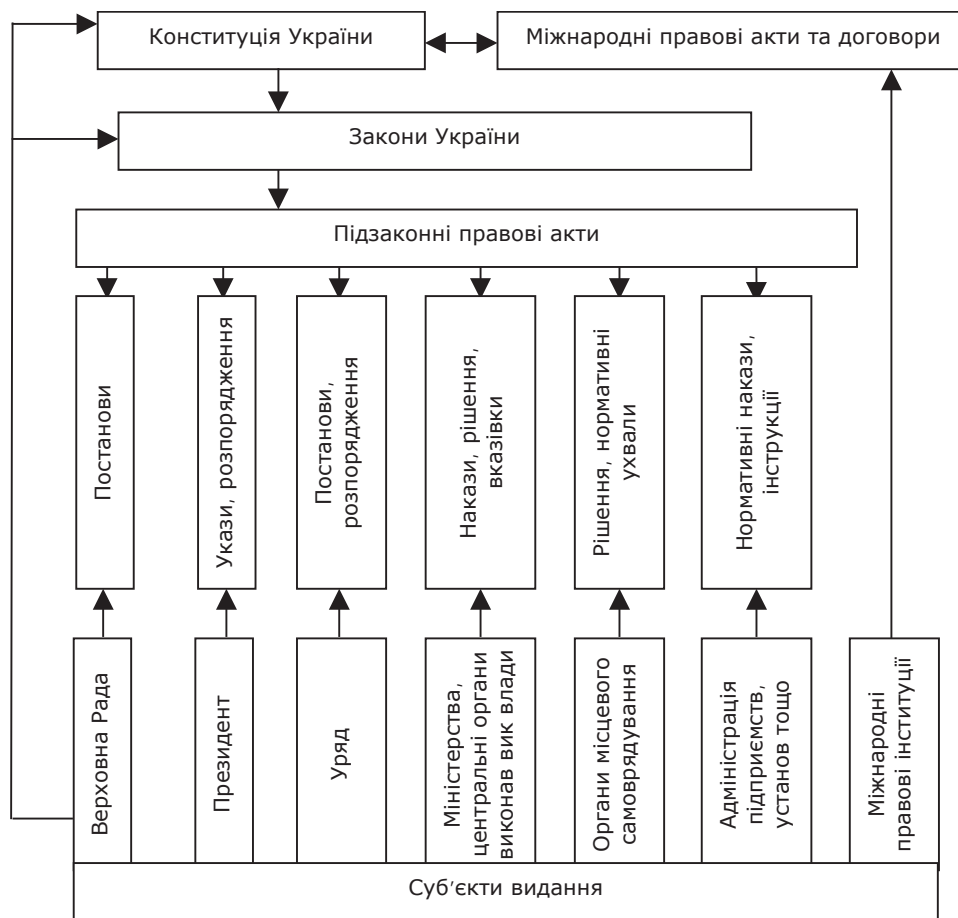 Конституція України
Міжнародні правові акти та договори
Закони України
Підзаконні правові акти
Постанови
Укази, розпорядження
Постанови,
розпорядження
Накази, рішення,
вказівки
Рішення, нормативні
ухвали
Нормативні накази,
інструкції
Верховна Рада
Президент
Уряд
Міністерства,
центральні органи
виконав вик влади
Органи місцевого
самоврядування
Адміністрація
підприємств,
установ тощо
Міжнародні
правові інституції
Суб′єкти видання